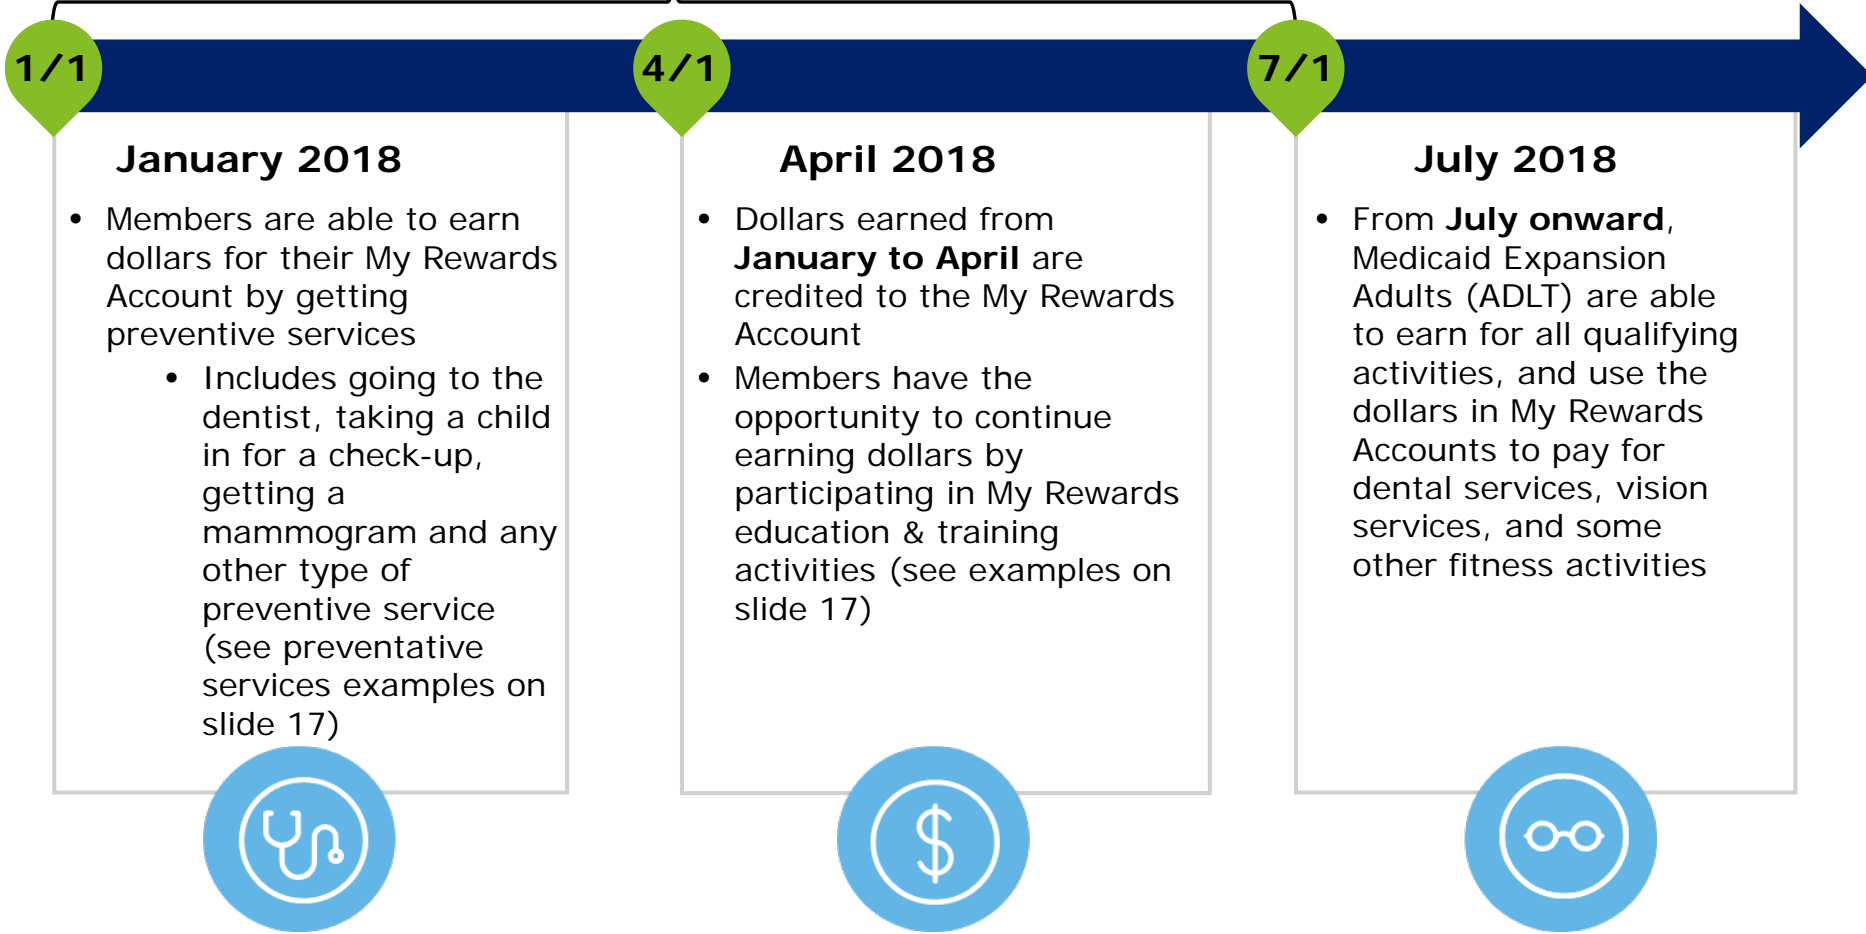 1/1
4/1
7/1
January 2018
• Members are able to earn
dollars for their My Rewards
Account by getting
preventive services
• Includes going to the
dentist, taking a child
in for a check-up,
getting a
mammogram and any
other type of
preventive service
(see preventative
services examples on
slide 17)
April 2018
• Dollars earned from
January to April are
credited to the My Rewards
Account
• Members have the
opportunity to continue
earning dollars by
participating in My Rewards
education & training
activities (see examples on
slide 17)
July 2018
• From July onward,
Medicaid Expansion
Adults (ADLT) are able
to earn for all qualifying
activities, and use the
dollars in My Rewards
Accounts to pay for
dental services, vision
services, and some
other fitness activities
$